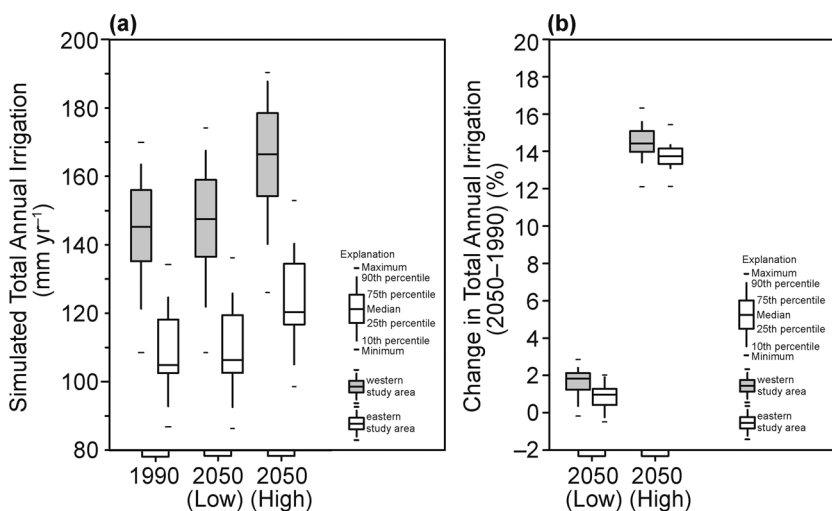 (a)
Simulated Total Annual Irrigation
(mm yr⁻¹)
200
180
160
140
120
100
80
1990
2050
(Low)
2050
(High)
Explanation
Maximum
90th percentile
75th percentile
Median
25th percentile
10th percentile
Minimum
western
study area
eastern
study area
(b)
Change in Total Annual Irrigation
(2050–1990) (%)
20
18
16
14
12
10
8
6
4
2
0
−2
2050
(Low)
2050
(High)
Explanation
Maximum
90th percentile
75th percentile
Median
25th percentile
10th percentile
Minimum
western
study area
eastern
study area